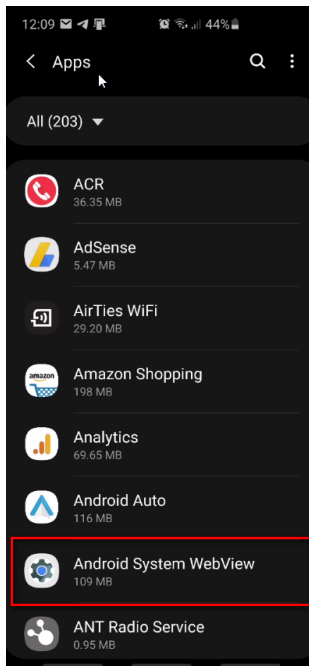 12:09 44%
Apps
All (203)
ACR
36.35 MB
AdSense
5.47 MB
AirTies WiFi
29.20 MB
amazon
Amazon Shopping
198 MB
Analytics
69.65 MB
Android Auto
116 MB
Android System WebView
109 MB
ANT Radio Service
0.95 MB